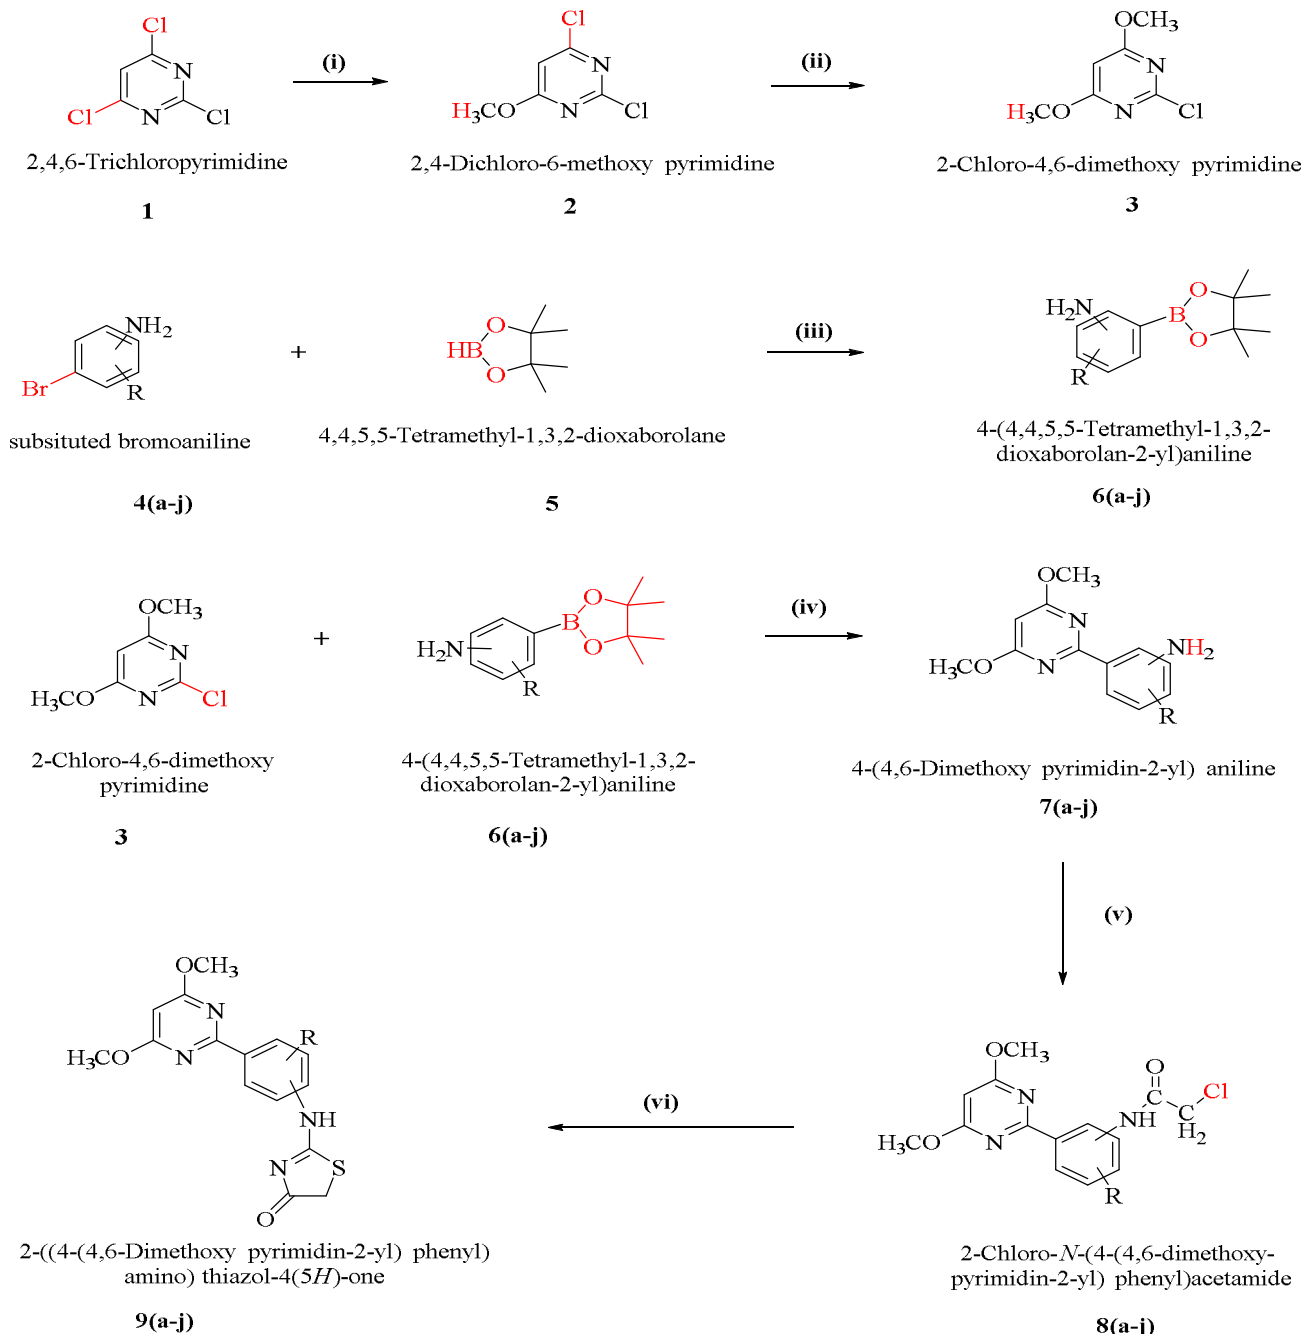 Cl
N
N
Cl
Cl
(i)
Cl
N
N
H3CO
Cl
(ii)
OCH3
N
N
H3CO
Cl
2,4,6-Trichloropyrimidine
2,4-Dichloro-6-methoxy pyrimidine
2-Chloro-4,6-dimethoxy pyrimidine
1
2
3
NH2
Br
R
+
O
HB
O
(iii)
H2N
R
O
B
O
subsituted bromoaniline
4,4,5,5-Tetramethyl-1,3,2-dioxaborolane
4-(4,4,5,5-Tetramethyl-1,3,2-
dioxaborolan-2-yl)aniline
4(a-j)
5
6(a-j)
OCH3
N
N
H3CO
Cl
+
H2N
R
O
B
O
(iv)
OCH3
N
N
H3CO
NH2
R
2-Chloro-4,6-dimethoxy
pyrimidine
4-(4,4,5,5-Tetramethyl-1,3,2-
dioxaborolan-2-yl)aniline
4-(4,6-Dimethoxy pyrimidin-2-yl) aniline
3
6(a-j)
7(a-j)
(v)
OCH3
N
N
H3CO
R
NH
N
S
O
(vi)
OCH3
N
N
H3CO
R
NH
O
C
C
H2
Cl
2-((4-(4,6-Dimethoxy pyrimidin-2-yl) phenyl)
amino) thiazol-4(5H)-one
2-Chloro-N-(4-(4,6-dimethoxy-
pyrimidin-2-yl) phenyl)acetamide
9(a-j)
8(a-j)